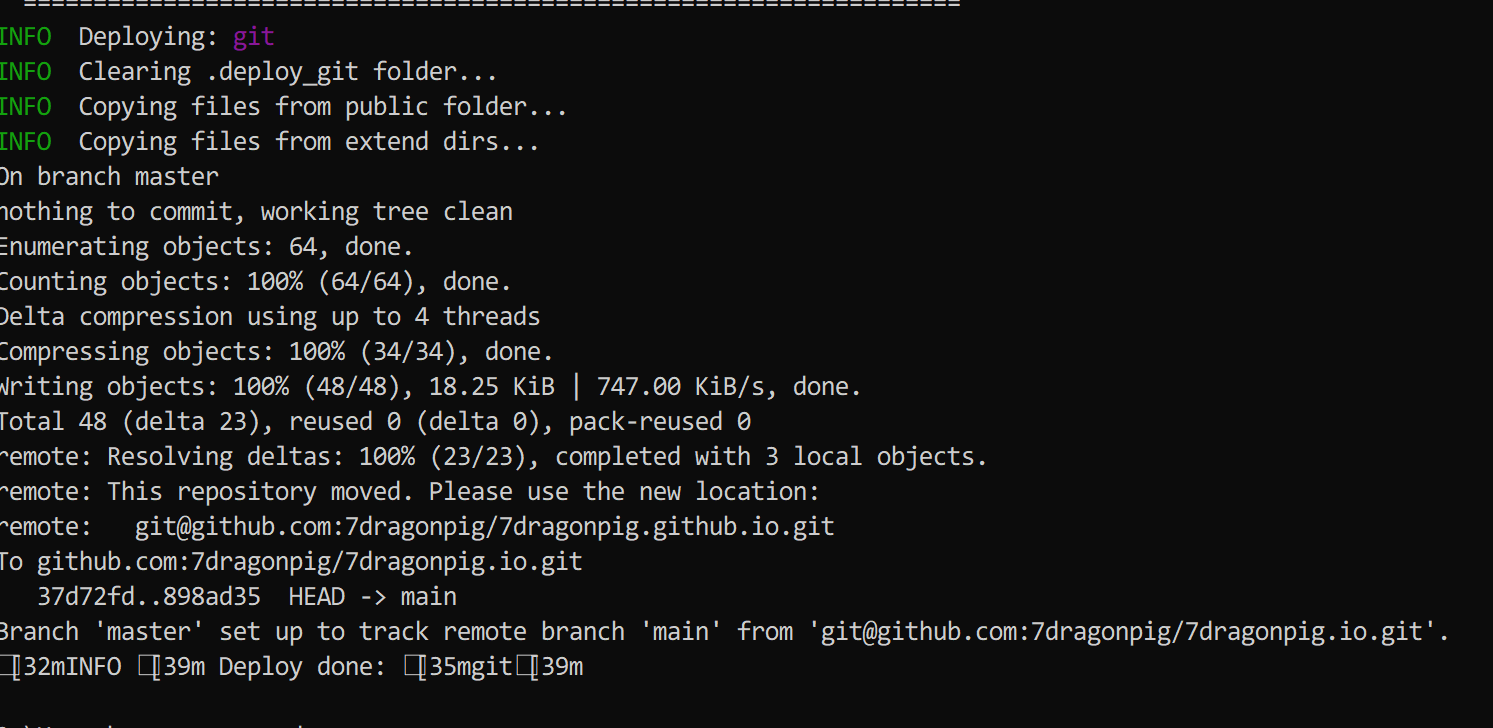 ===================================================================
INFO  Deploying: git
INFO  Clearing .deploy_git folder...
INFO  Copying files from public folder...
INFO  Copying files from extend dirs...
On branch master
nothing to commit, working tree clean
Enumerating objects: 64, done.
Counting objects: 100% (64/64), done.
Delta compression using up to 4 threads
Compressing objects: 100% (34/34), done.
Writing objects: 100% (48/48), 18.25 KiB | 747.00 KiB/s, done.
Total 48 (delta 23), reused 0 (delta 0), pack-reused 0
remote: Resolving deltas: 100% (23/23), completed with 3 local objects.
remote: This repository moved. Please use the new location:
remote:   git@github.com:7dragonpig/7dragonpig.github.io.git
To github.com:7dragonpig/7dragonpig.io.git
   37d72fd..898ad35  HEAD -> main
Branch 'master' set up to track remote branch 'main' from 'git@github.com:7dragonpig/7dragonpig.io.git'.
□[32mINFO □[39m Deploy done: □[35mgit□[39m